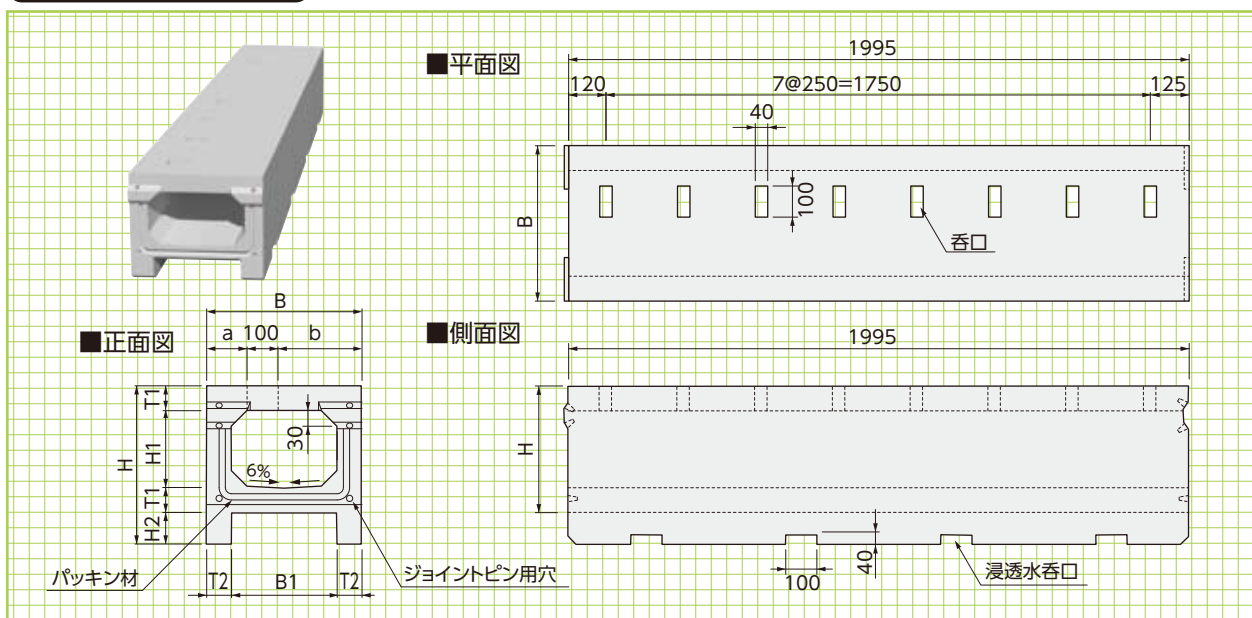 ■平面図
1995
120
7@250=1750
125
40
100
B
呑口
■正面図
B
a
100
b
T1
H1
H
T1
H2
30
6%
T2
B1
T2
パッキン材
ジョイントピン用穴
■側面図
1995
H
40
100
浸透水呑口